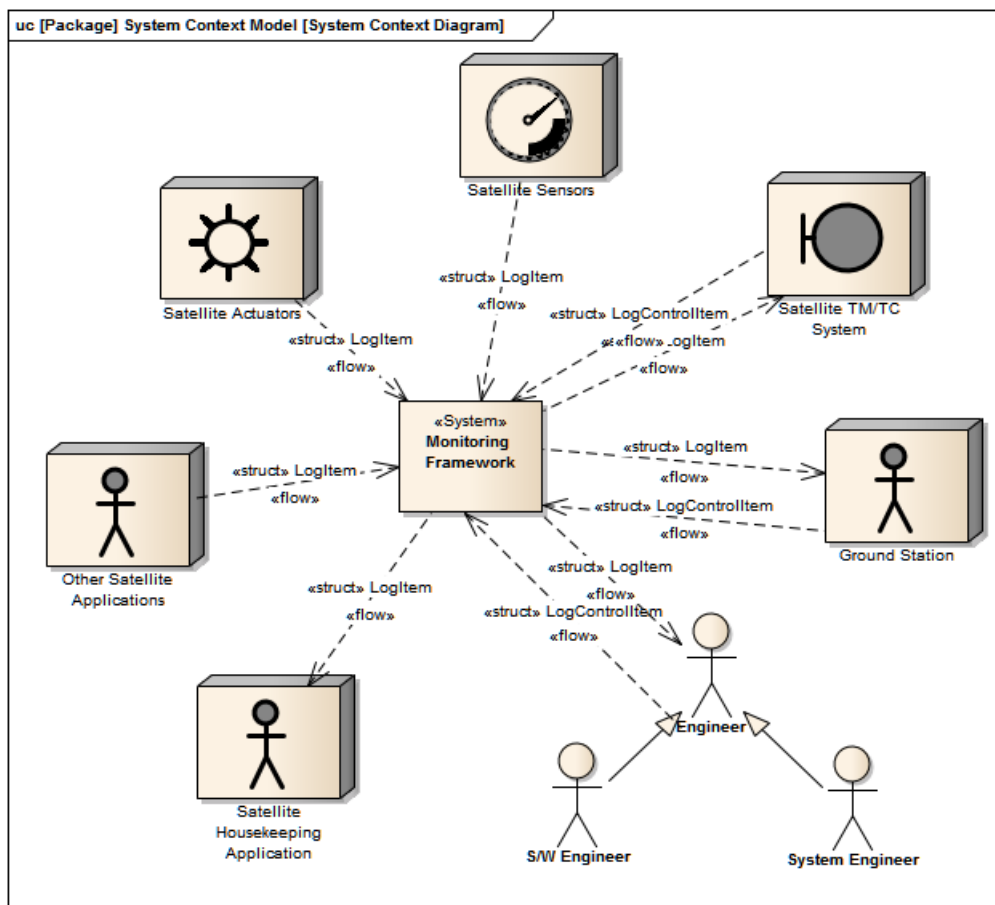 uc [Package] System Context Model [System Context Diagram]
Satellite Sensors
Satellite Actuators
Satellite TM/TC
System
«struct» LogItem
«flow»
«struct» LogControlItem
«flow» LogItem
«struct» LogItem
«flow»
«System»
Monitoring
Framework
«struct» LogItem
«flow»
«struct» LogItem
«flow»
«struct» LogControlItem
«flow»
Ground Station
Other Satellite
Applications
«struct» LogItem
«flow»
«struct» LogItem
«flow»
«struct» LogControlItem
«flow»
Engineer
Satellite
Housekeeping
Application
S/W Engineer
System Engineer